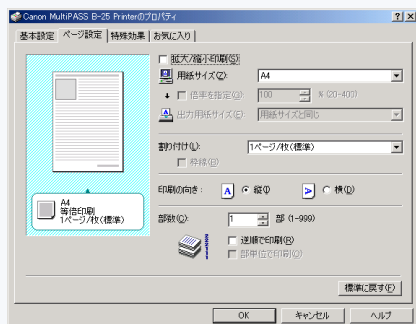 Canon MultiPASS B-25 Printerのプロパティ
基本設定 ページ設定 特殊効果 お気に入り
拡大/縮小印刷(S)
用紙サイズ(Z): A4
倍率を指定(G): 100 % (20-400)
出力用紙サイズ(E): 用紙サイズと同じ
割り付け(L): 1ページ/枚(標準)
枠線(B)
印刷の向き: A 縦(I) A 横(D)
部数(C): 1 部 (1-999)
逆順で印刷(R)
部単位で印刷(O)
A4
等倍印刷
1ページ/枚(標準)
標準に戻す(F)
OK キャンセル ヘルプ